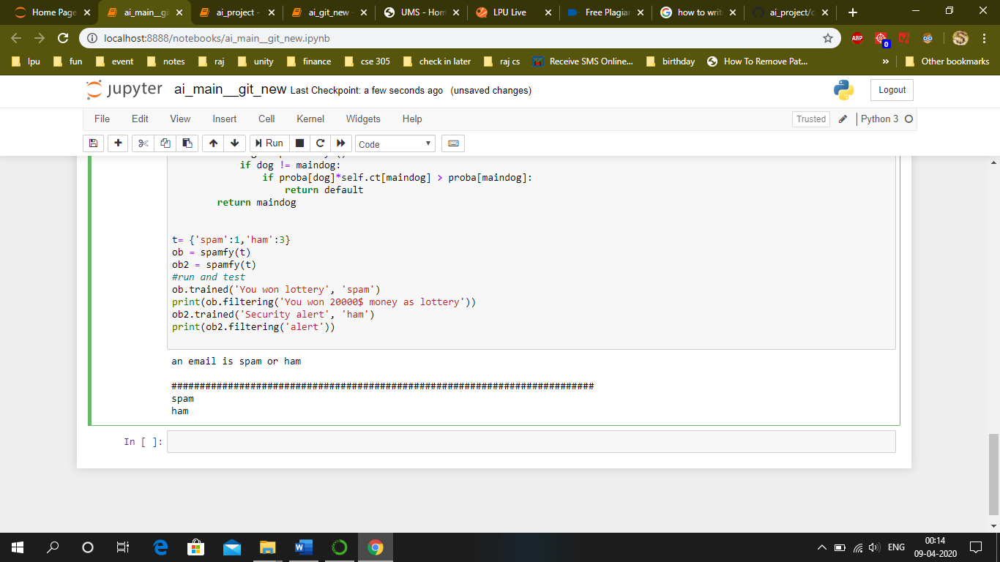 Home Page
ai_main__gi
ai_project -
ai_git_new -
UMS - Hom
LPU Live
Free Plagiar
how to writ
ai_project/c
localhost:8888/notebooks/ai_main__git_new.ipynb
ABP
0
lpu
fun
event
notes
raj
unity
finance
cse 305
check in later
raj cs
Receive SMS Online...
birthday
How To Remove Pat...
»
Other bookmarks
jupyter ai_main__git_new Last Checkpoint: a few seconds ago (unsaved changes)
Logout
File Edit View Insert Cell Kernel Widgets Help
Trusted
Python 3
Run
Code
if dog != maindog:
if proba[dog]*self.ct[maindog] > proba[maindog]:
return default
return maindog
t= {'spam':1,'ham':3}
ob = spamfy(t)
ob2 = spamfy(t)
#run and test
ob.trained('You won lottery', 'spam')
print(ob.filtering('You won 20000$ money as lottery'))
ob2.trained('Security alert', 'ham')
print(ob2.filtering('alert'))
an email is spam or ham
###########################################################################
spam
ham
In [ ]:
ENG
00:14
09-04-2020